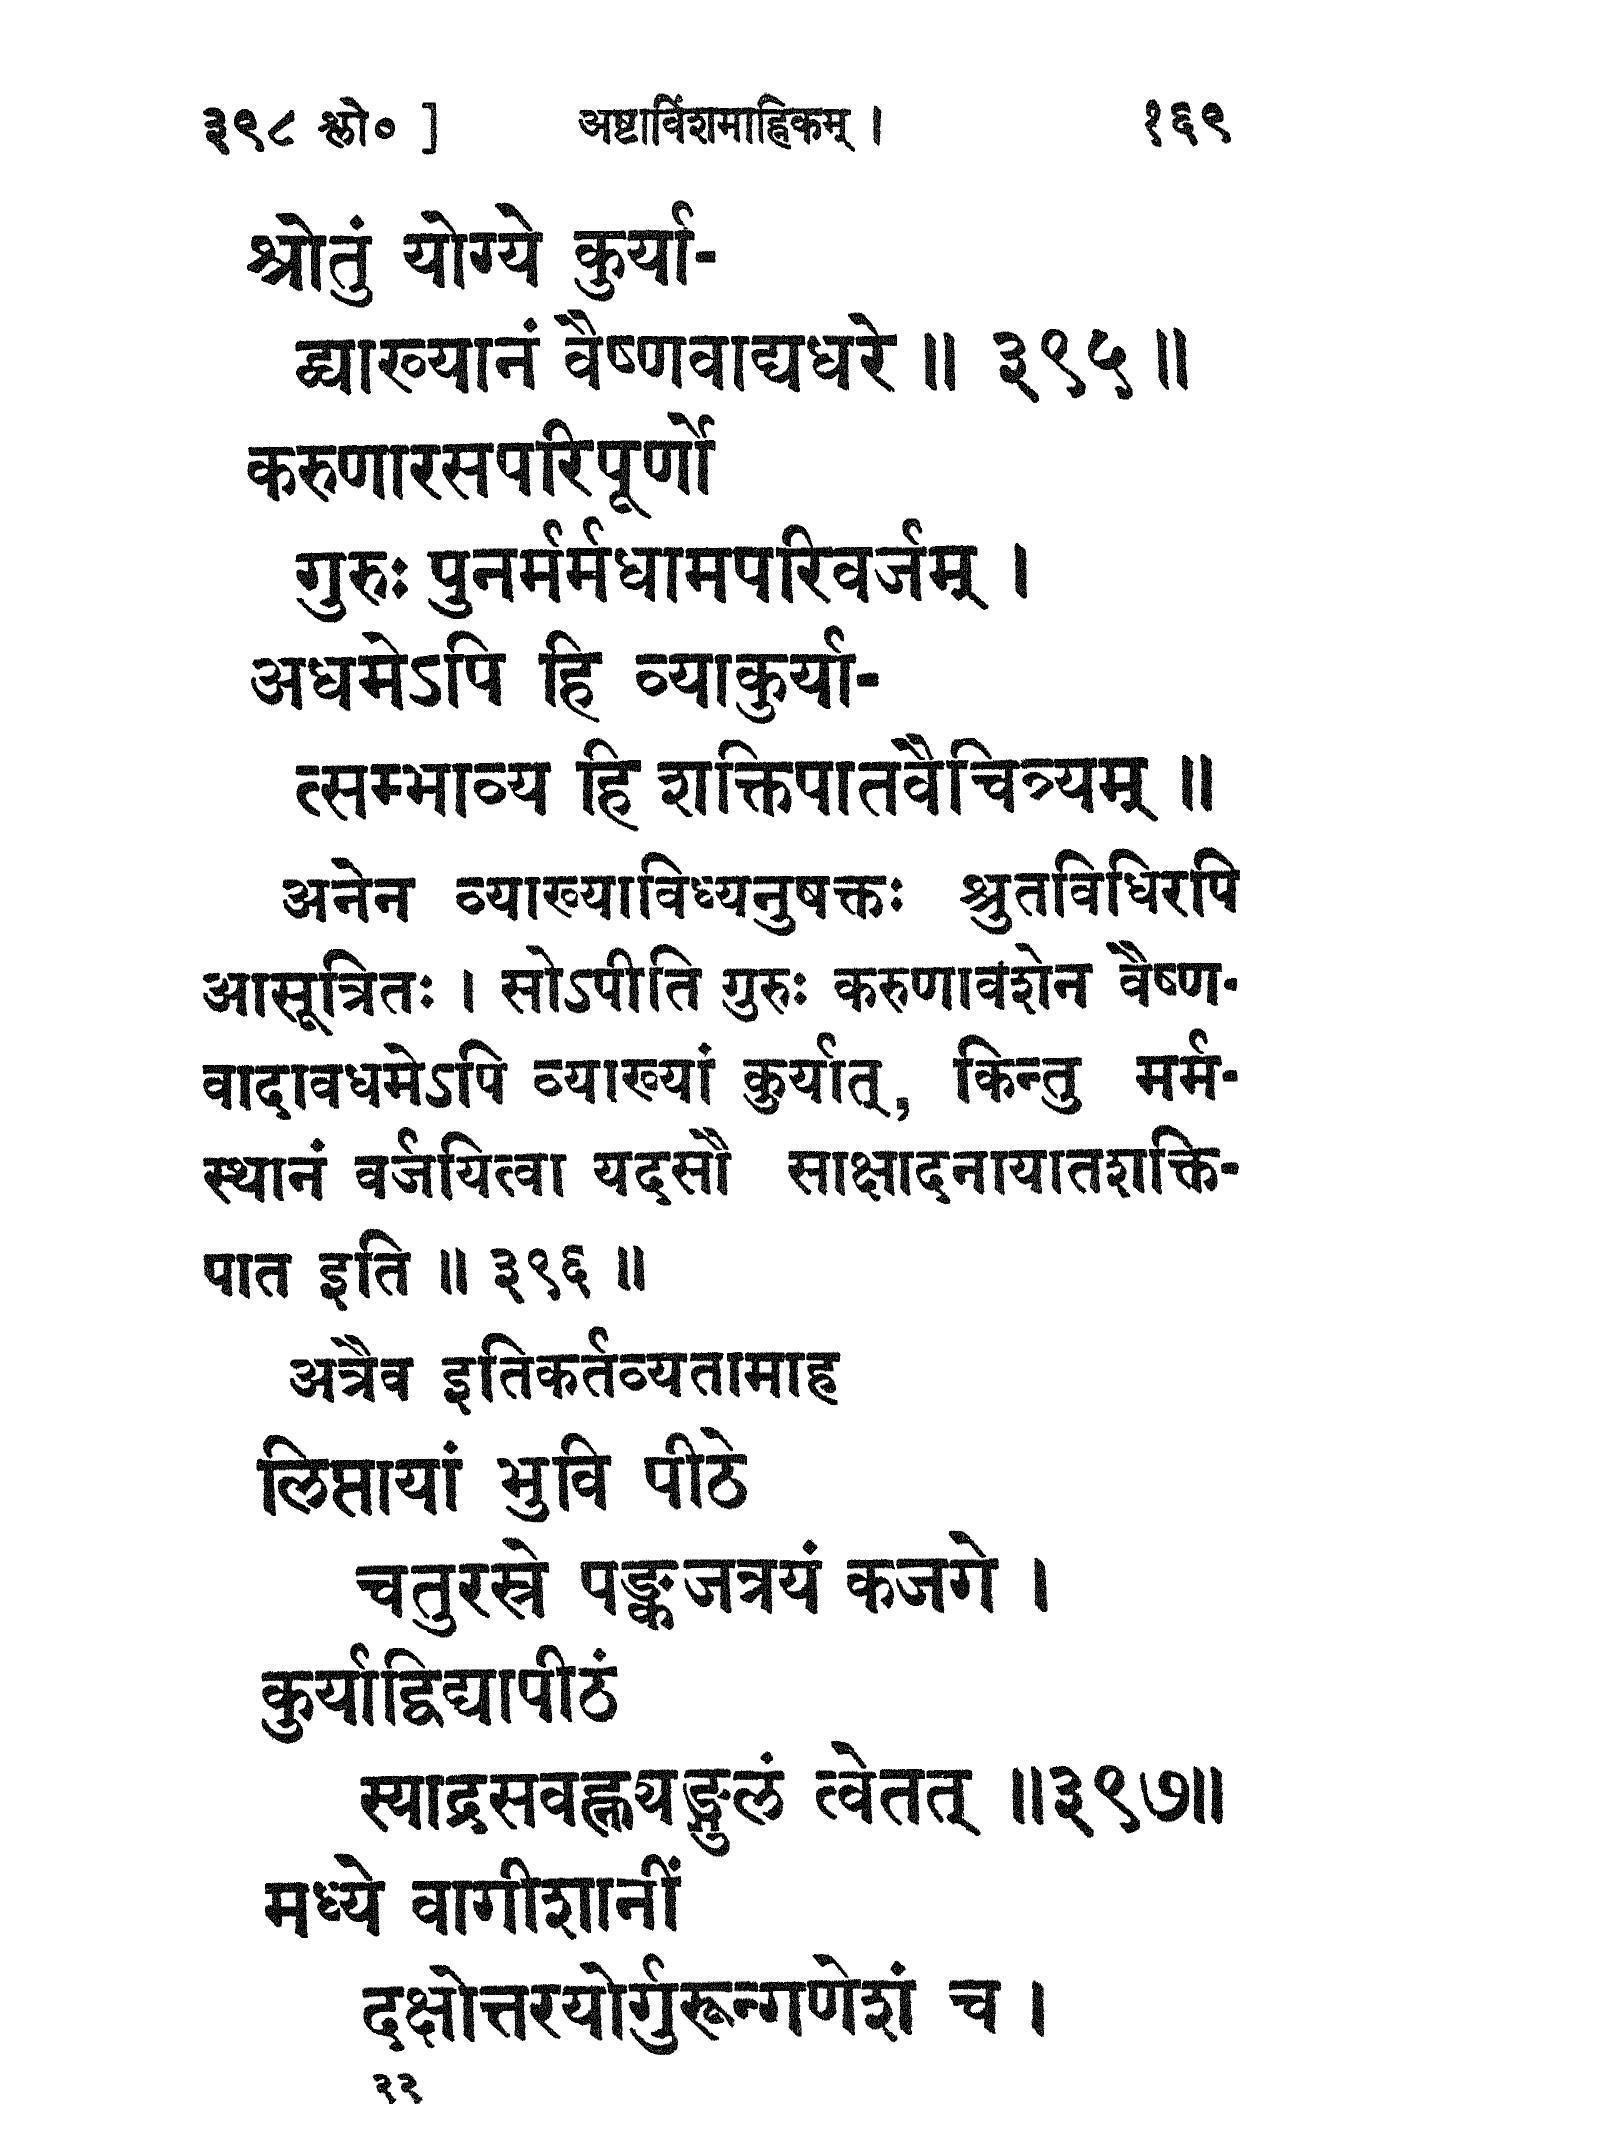 ३९८ श्लो० ] अष्टाविंशमाह्निकम् । १६९
श्रोतुं योग्ये कुर्या-
द्व्याख्यानं वैष्णवाद्यधरे ॥ ३९५ ॥
करुणारसपरिपूर्णो
गुरुः पुनर्मर्मधामपरिवर्जम् ।
अधमेऽपि हि व्याकुर्या-
त्सम्भाव्य हि शक्तिपातवैचित्र्यम् ॥
अनेन व्याख्याविध्यनुषक्तः श्रुतविधिरपि
आसूत्रितः । सोऽपीति गुरुः करुणावशेन वैष्ण-
वादावधमेऽपि व्याख्यां कुर्यात्, किन्तु मर्म-
स्थानं वर्जयित्वा यदसौ साक्षादनायातशक्ति-
पात इति ॥ ३९६ ॥
अत्रैव इतिकर्तव्यतामाह
लिप्तायां भुवि पीठे
चतुरस्रे पङ्कजत्रयं कजगे ।
कुर्याद्विद्यापीठं
स्याद्रसवह्न्यङ्गुलं त्वेतत् ॥३९७॥
मध्ये वागीशानीं
दक्षोत्तरयोर्गुरून्गणेशं च ।
२२